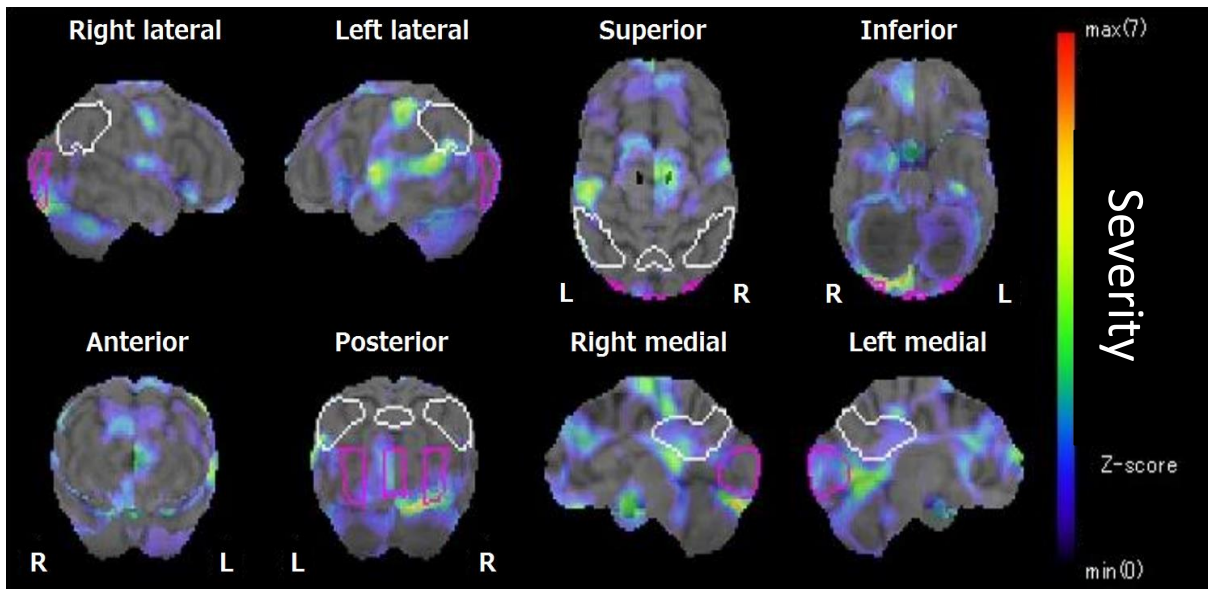 Right lateral
Left lateral
Superior
Inferior
max(7)
L
R
R
L
Severity
Z-score
Anterior
Posterior
Right medial
Left medial
R
L
L
R
min(0)